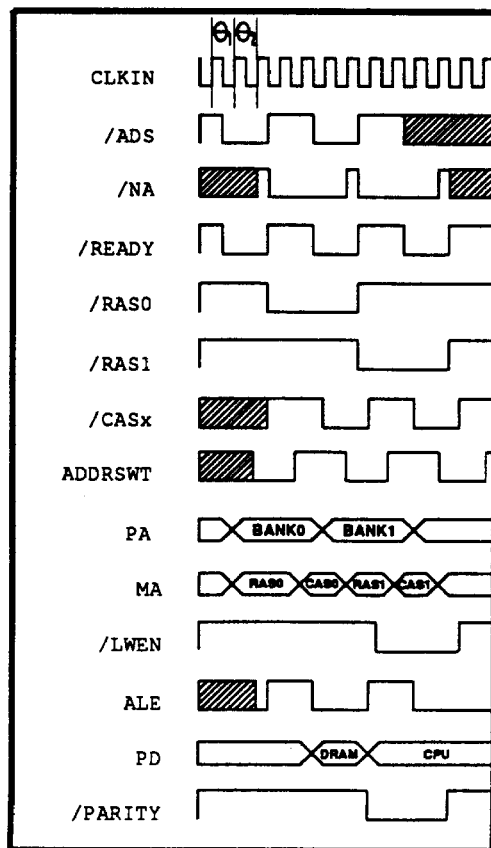 Θ1 Θ2
CLKIN
/ADS
/NA
/READY
/RAS0
/RAS1
/CASx
ADDRSWT
PA BANK0 BANK1
MA RAS0 CAS0 RAS1 CAS1
/LWEN
ALE
PD DRAM CPU
/PARITY